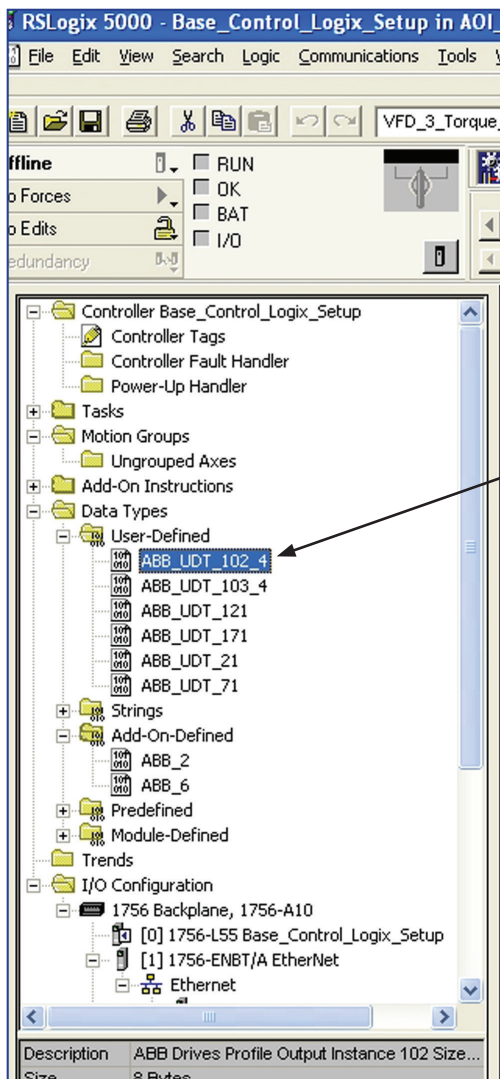 RSLogix 5000 - Base_Control_Logix_Setup in AOI_
File Edit View Search Logic Communications Tools
VFD_3_Torque_
ffline
RUN
o Forces
OK
o Edits
BAT
I/O
edundancy
Controller Base_Control_Logix_Setup
Controller Tags
Controller Fault Handler
Power-Up Handler
Tasks
Motion Groups
Ungrouped Axes
Add-On Instructions
Data Types
User-Defined
ABB_UDT_102_4
ABB_UDT_103_4
ABB_UDT_121
ABB_UDT_171
ABB_UDT_21
ABB_UDT_71
Strings
Add-On-Defined
ABB_2
ABB_6
Predefined
Module-Defined
Trends
I/O Configuration
1756 Backplane, 1756-A10
[0] 1756-L55 Base_Control_Logix_Setup
[1] 1756-ENBT/A EtherNet
Ethernet
Description ABB Drives Profile Output Instance 102 Size...
Size 8 Bytes